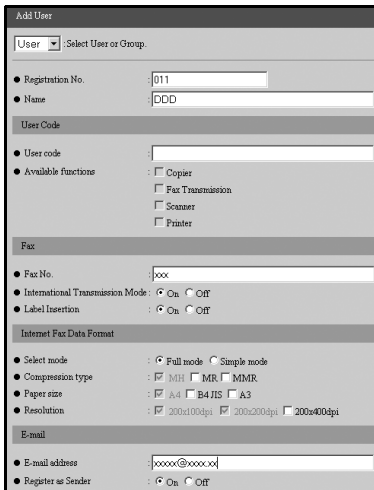 Add User
User : Select User or Group.
● Registration No. : 011
● Name : DDD
User Code
● User code :
● Available functions : Copier
Fax Transmission
Scanner
Printer
Fax
● Fax No. : xxx
● International Transmission Mode : On Off
● Label Insertion : On Off
Internet Fax Data Format
● Select mode : Full mode Simple mode
● Compression type : MH MR MMR
● Paper size : A4 B4 JIS A3
● Resolution : 200x100dpi 200x200dpi 200x400dpi
E-mail
● E-mail address : xxxxx@xxxx.xx
● Register as Sender : On Off